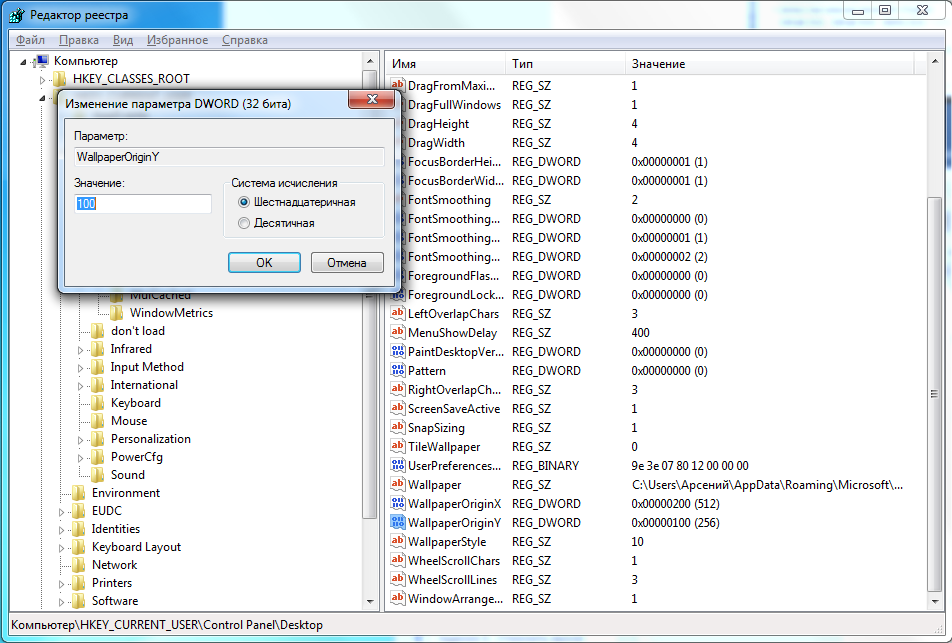 Редактор реестра
Файл Правка Вид Избранное Справка
Компьютер
HKEY_CLASSES_ROOT
Изменение параметра DWORD (32 бита)
Параметр:
WallpaperOriginY
Значение:
100
Система исчисления
Шестнадцатеричная
Десятичная
OK Отмена
MuiCached
WindowMetrics
don't load
Infrared
Input Method
International
Keyboard
Mouse
Personalization
PowerCfg
Sound
Environment
EUDC
Identities
Keyboard Layout
Network
Printers
Software
Имя Тип Значение
DragFromMaxi... REG_SZ 1
DragFullWindows REG_SZ 1
DragHeight REG_SZ 4
DragWidth REG_SZ 4
FocusBorderHei... REG_DWORD 0x00000001 (1)
FocusBorderWid... REG_DWORD 0x00000001 (1)
FontSmoothing REG_SZ 2
FontSmoothing... REG_DWORD 0x00000000 (0)
FontSmoothing... REG_DWORD 0x00000001 (1)
FontSmoothing... REG_DWORD 0x00000002 (2)
ForegroundFlas... REG_DWORD 0x00000000 (0)
ForegroundLock... REG_DWORD 0x00000000 (0)
LeftOverlapChars REG_SZ 3
MenuShowDelay REG_SZ 400
PaintDesktopVer... REG_DWORD 0x00000000 (0)
Pattern REG_DWORD 0x00000000 (0)
RightOverlapCh... REG_SZ 3
ScreenSaveActive REG_SZ 1
SnapSizing REG_SZ 1
TileWallpaper REG_SZ 0
UserPreferences... REG_BINARY 9e 3e 07 80 12 00 00 00
Wallpaper REG_SZ C:\Users\Арсений\AppData\Roaming\Microsoft\...
WallpaperOriginX REG_DWORD 0x00000200 (512)
WallpaperOriginY REG_DWORD 0x00000100 (256)
WallpaperStyle REG_SZ 10
WheelScrollChars REG_SZ 1
WheelScrollLines REG_SZ 3
WindowArrange... REG_SZ 1
Компьютер\HKEY_CURRENT_USER\Control Panel\Desktop